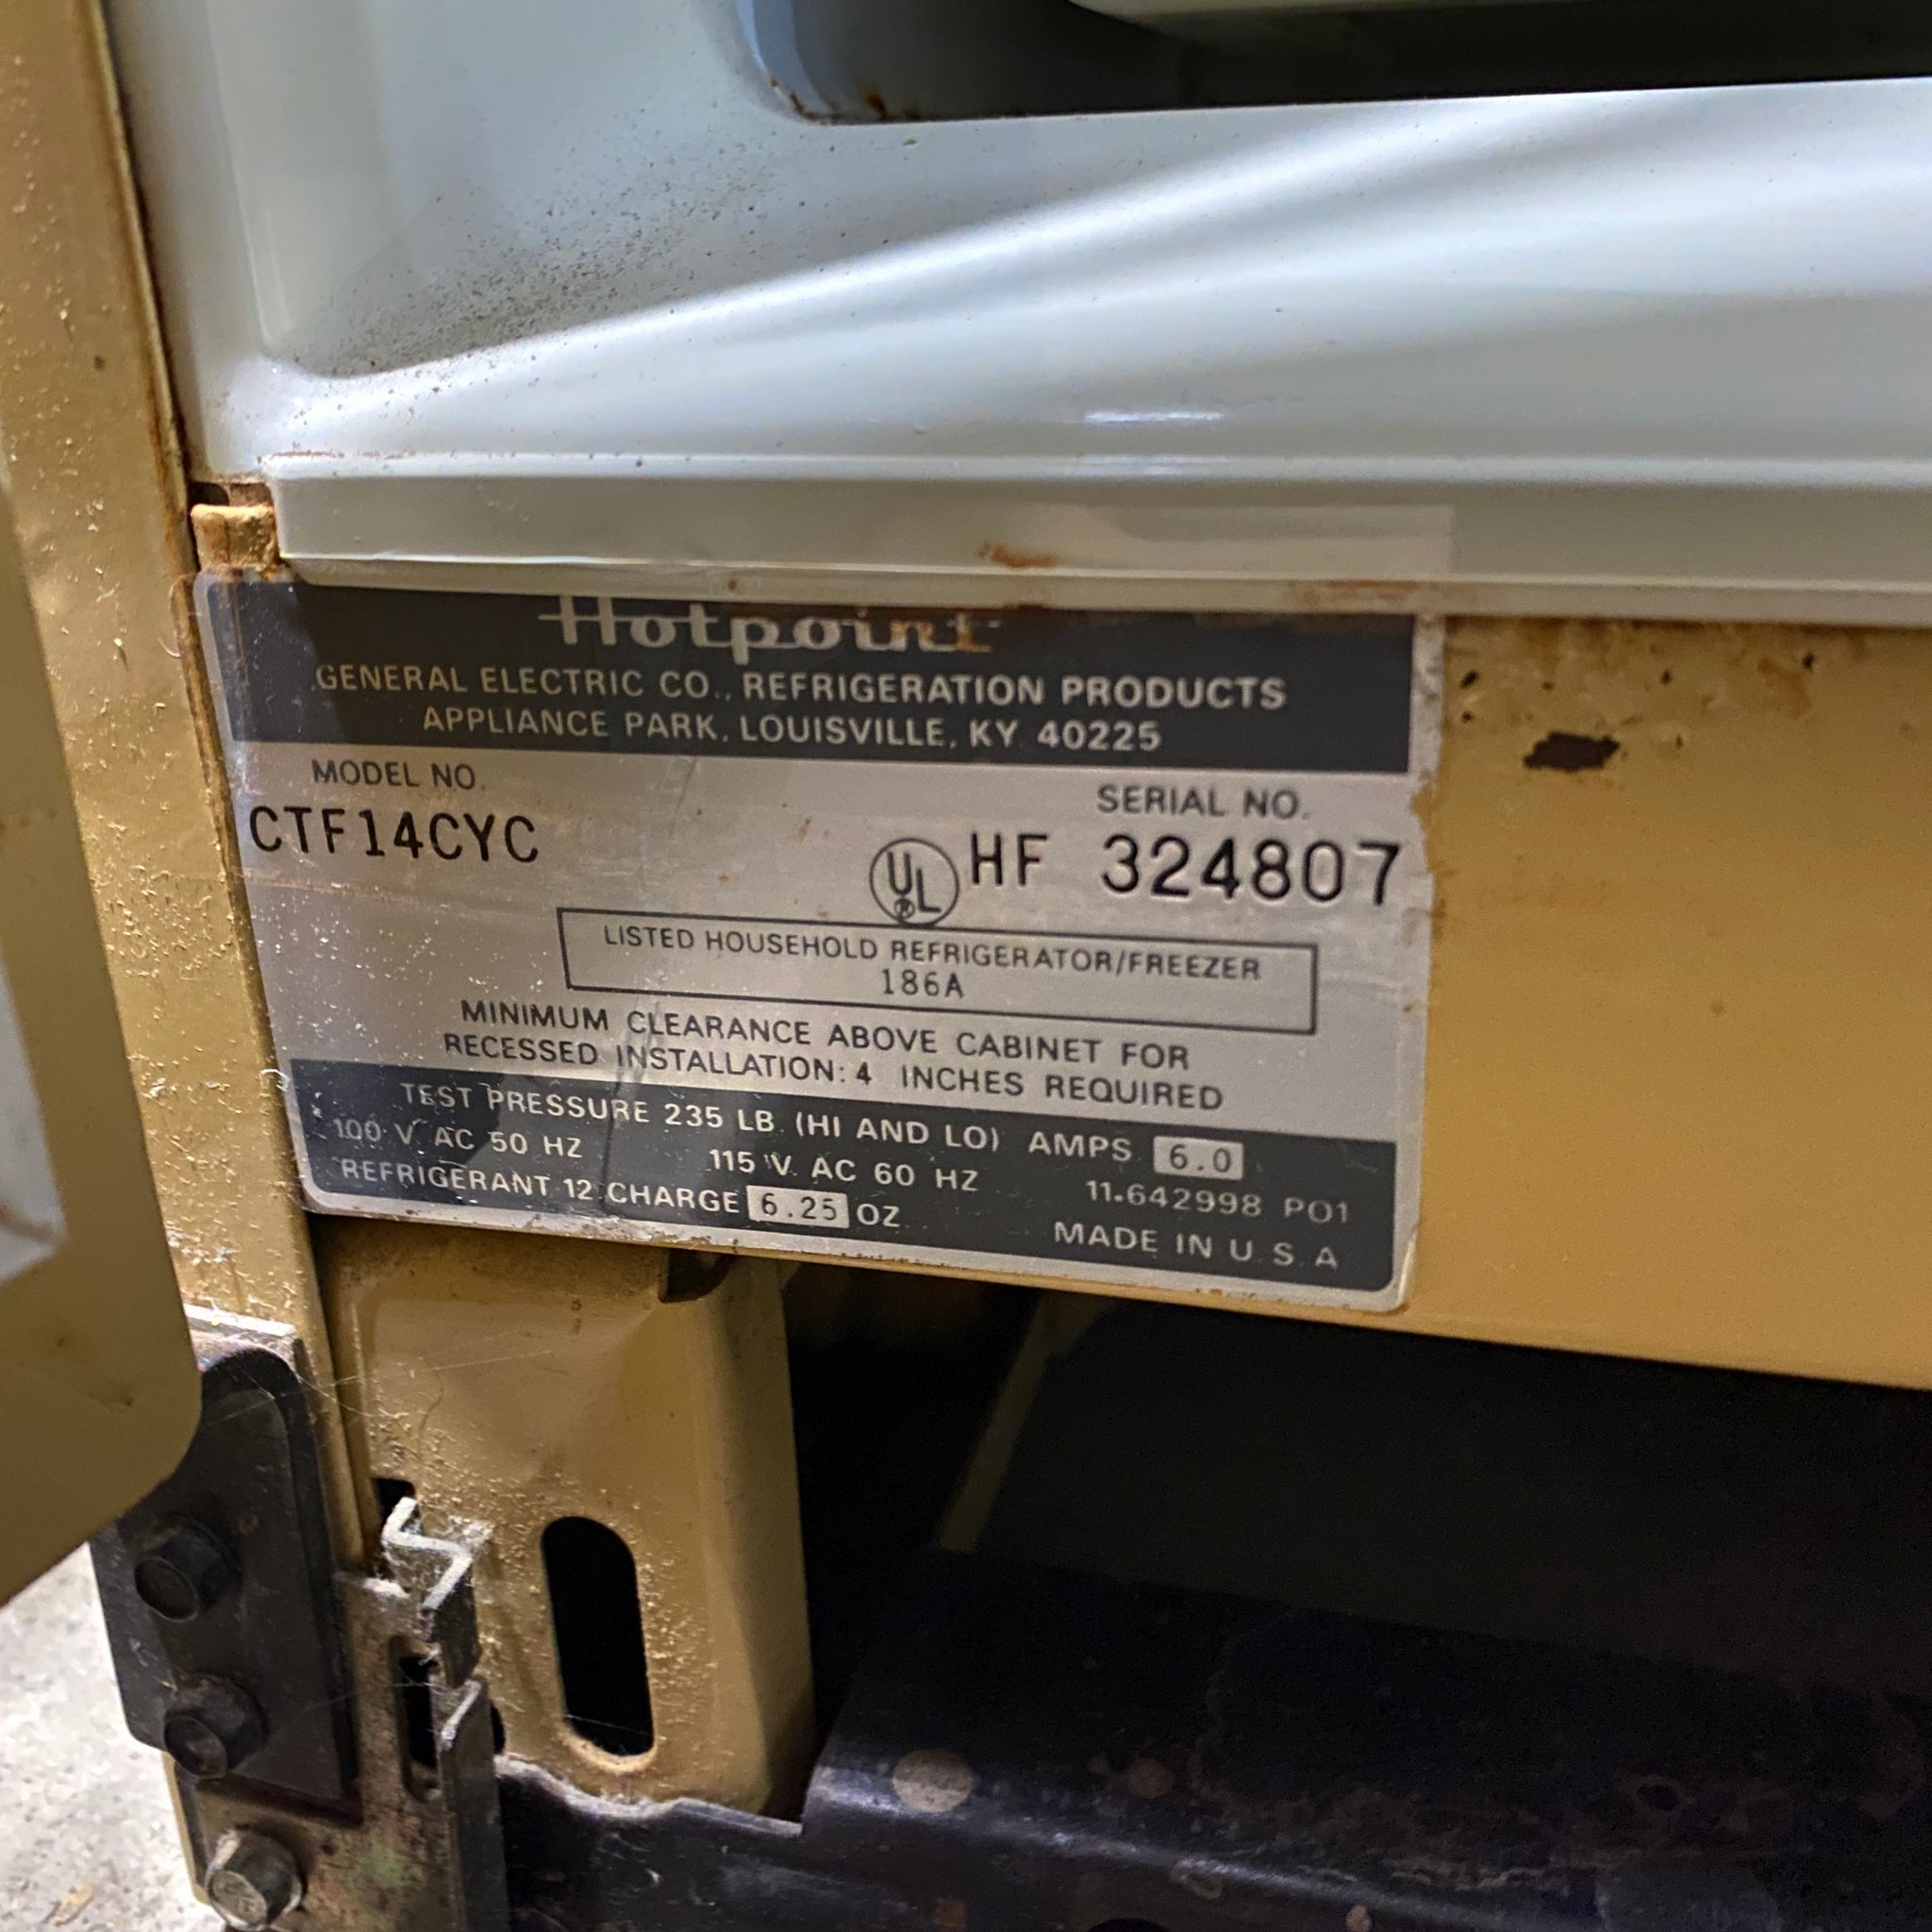 Hotpoint
GENERAL ELECTRIC CO., REFRIGERATION PRODUCTS
APPLIANCE PARK, LOUISVILLE, KY 40225
MODEL NO.
CTF14CYC
SERIAL NO.
HF 324807
UL ®
LISTED HOUSEHOLD REFRIGERATOR/FREEZER
186A
MINIMUM CLEARANCE ABOVE CABINET FOR
RECESSED INSTALLATION: 4 INCHES REQUIRED
TEST PRESSURE 235 LB. (HI AND LO) AMPS 6.0
100 V AC 50 HZ 115 V. AC 60 HZ 11-642998 P01
REFRIGERANT 12 CHARGE 6.25 OZ
MADE IN U.S.A